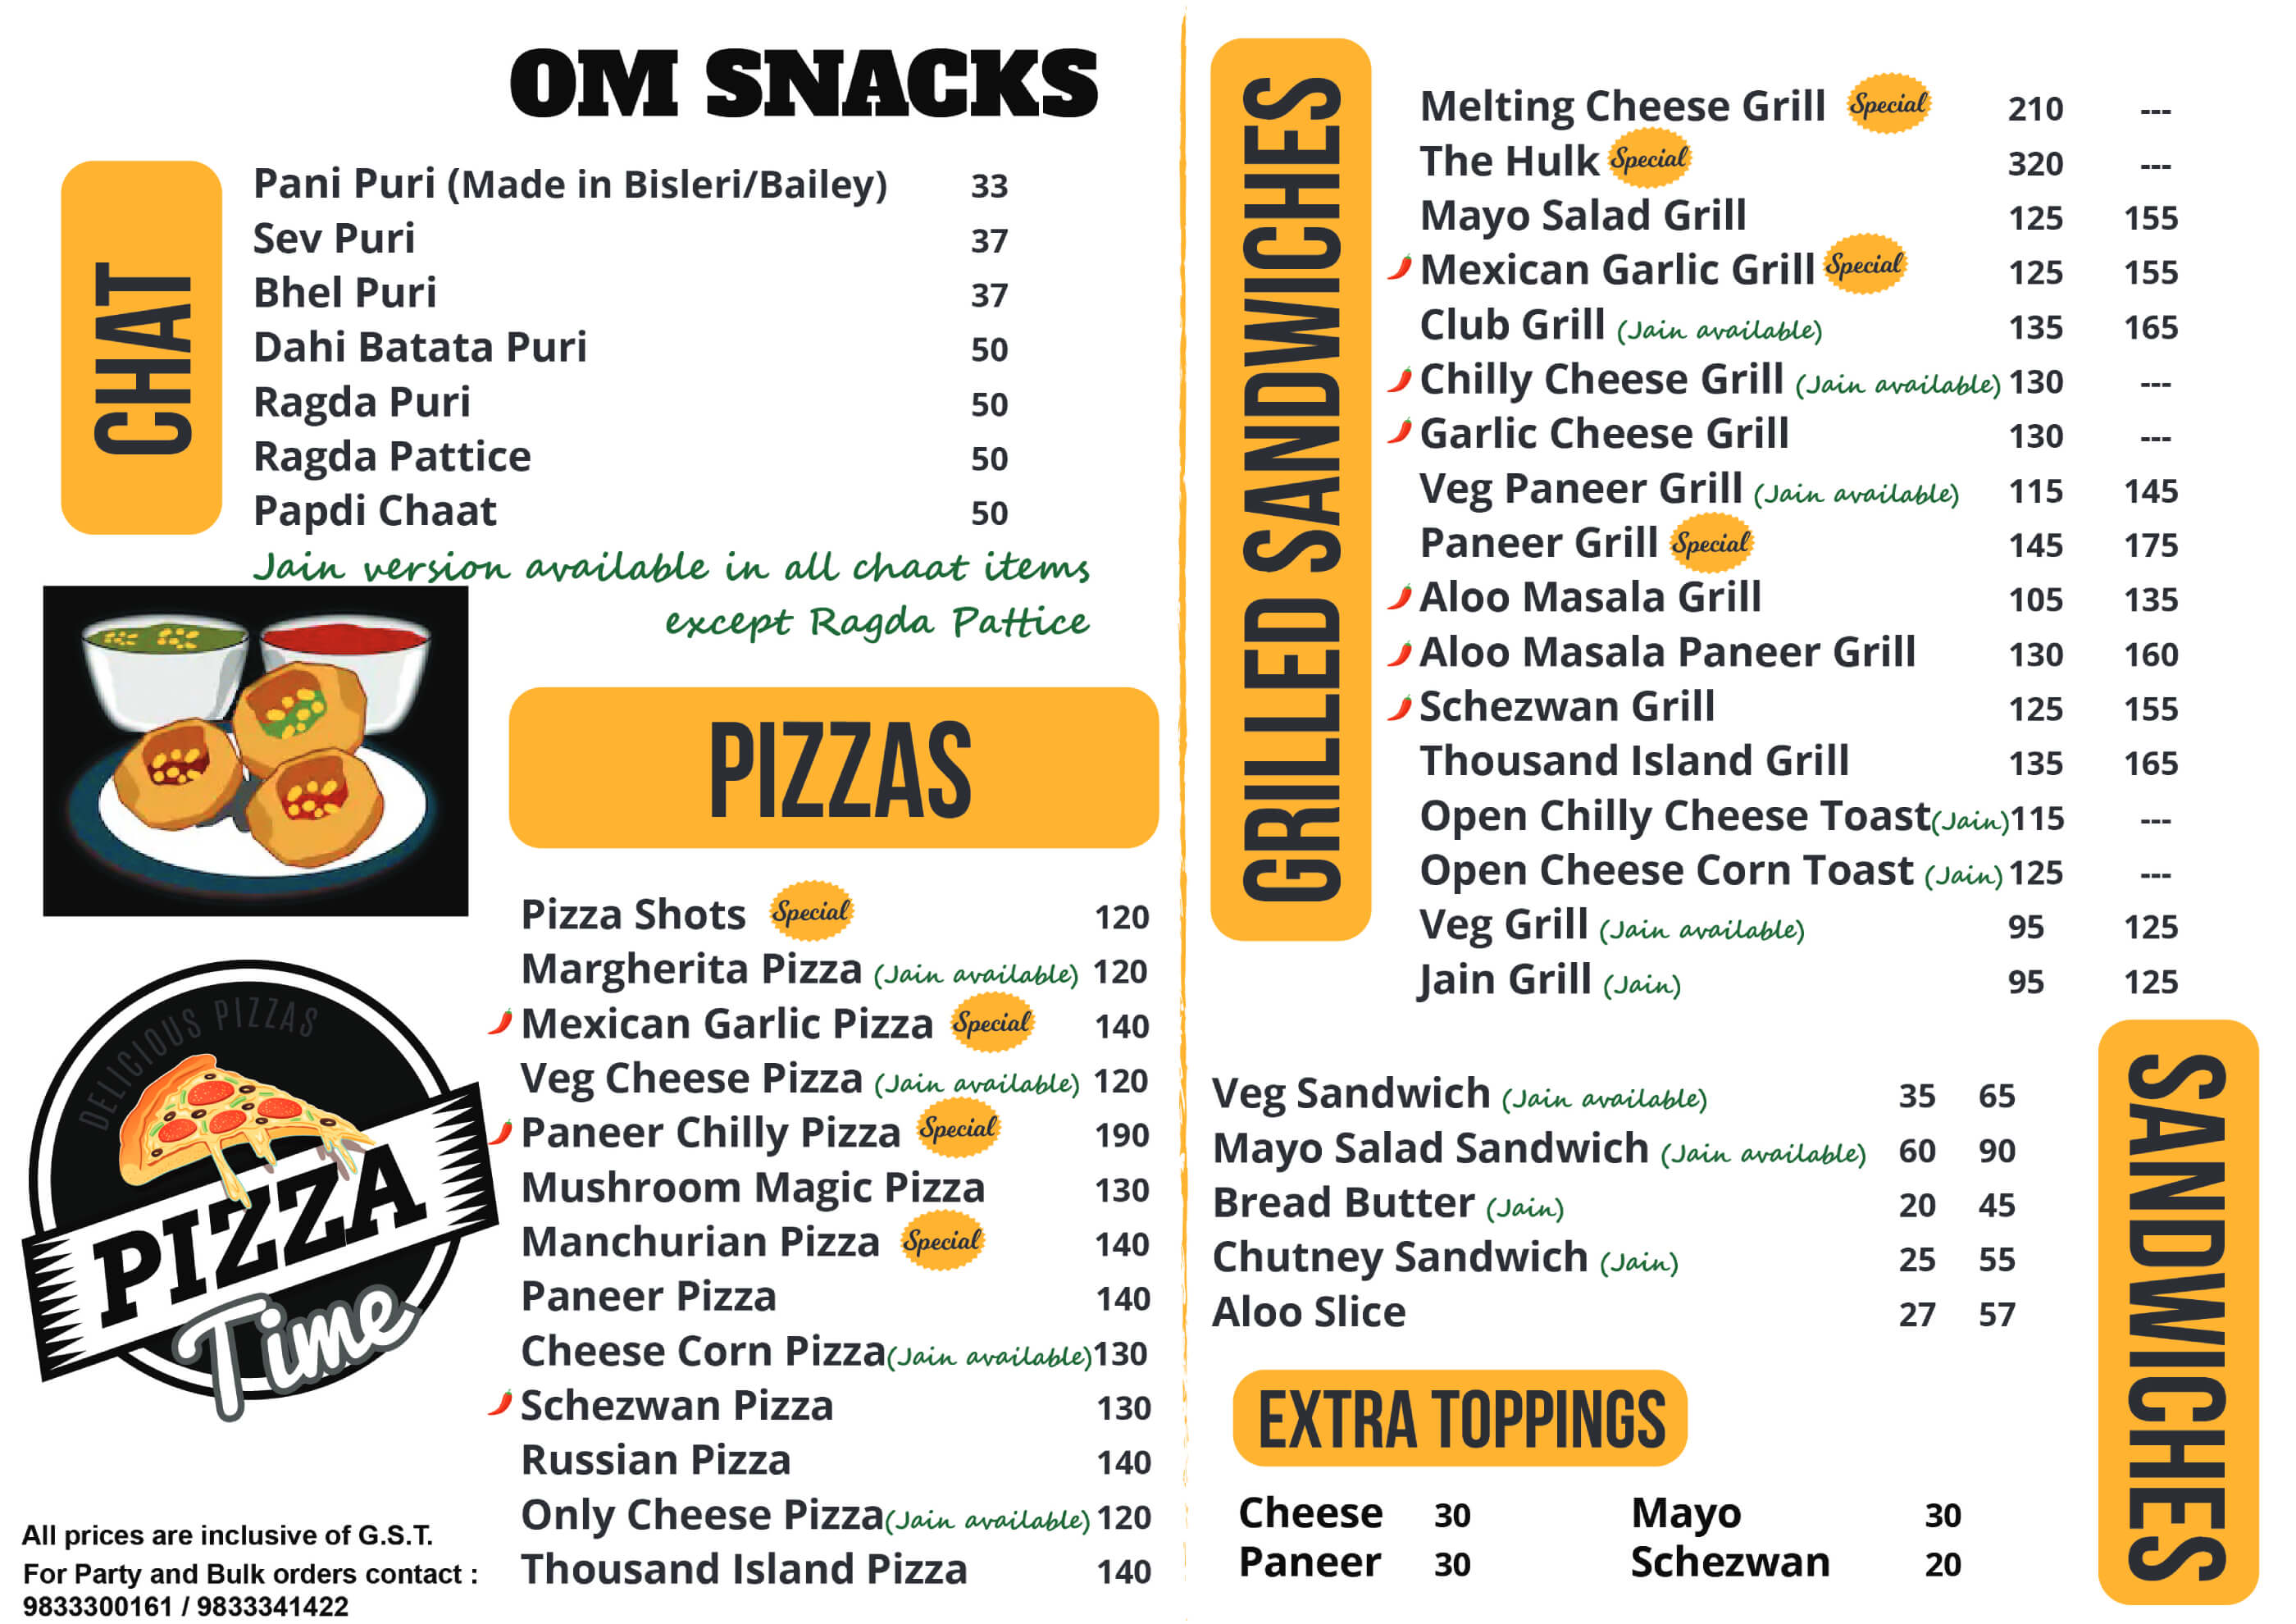 OM SNACKS
CHAT
Pani Puri (Made in Bisleri/Bailey) 33
Sev Puri 37
Bhel Puri 37
Dahi Batata Puri 50
Ragda Puri 50
Ragda Pattice 50
Papdi Chaat 50
Jain version available in all chaat items
except Ragda Pattice
PIZZAS
Pizza Shots Special 120
Margherita Pizza (Jain available) 120
Mexican Garlic Pizza Special 140
Veg Cheese Pizza (Jain available) 120
Paneer Chilly Pizza Special 190
Mushroom Magic Pizza 130
Manchurian Pizza Special 140
Paneer Pizza 140
Cheese Corn Pizza(Jain available)130
Schezwan Pizza 130
Russian Pizza 140
Only Cheese Pizza(Jain available) 120
Thousand Island Pizza 140
DELICIOUS PIZZAS
PIZZA
Time
All prices are inclusive of G.S.T.
For Party and Bulk orders contact :
9833300161 / 9833341422
GRILLED SANDWICHES
Melting Cheese Grill Special 210 ---
The Hulk Special 320 ---
Mayo Salad Grill 125 155
Mexican Garlic Grill Special 125 155
Club Grill (Jain available) 135 165
Chilly Cheese Grill (Jain available) 130 ---
Garlic Cheese Grill 130 ---
Veg Paneer Grill (Jain available) 115 145
Paneer Grill Special 145 175
Aloo Masala Grill 105 135
Aloo Masala Paneer Grill 130 160
Schezwan Grill 125 155
Thousand Island Grill 135 165
Open Chilly Cheese Toast(Jain)115 ---
Open Cheese Corn Toast (Jain) 125 ---
Veg Grill (Jain available) 95 125
Jain Grill (Jain) 95 125
SANDWICHES
Veg Sandwich (Jain available) 35 65
Mayo Salad Sandwich (Jain available) 60 90
Bread Butter (Jain) 20 45
Chutney Sandwich (Jain) 25 55
Aloo Slice 27 57
EXTRA TOPPINGS
Cheese 30 Mayo 30
Paneer 30 Schezwan 20